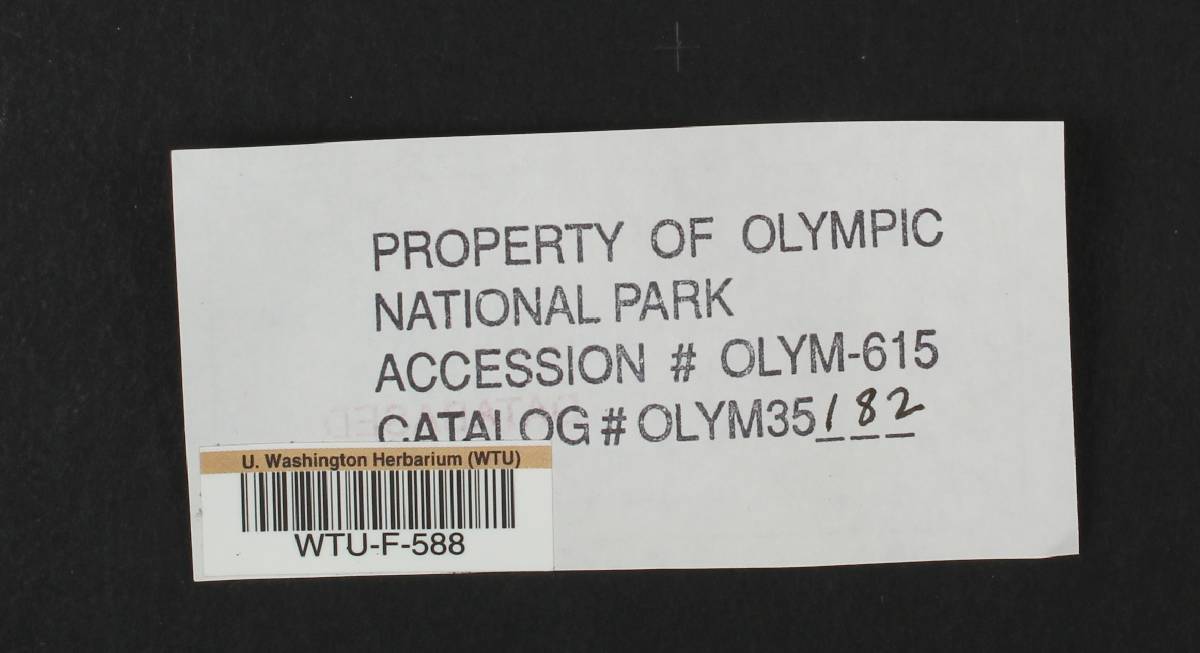 PROPERTY OF OLYMPIC
NATIONAL PARK
ACCESSION # OLYM-615
CATALOG # OLYM35182
U. Washington Herbarium (WTU)
WTU-F-588